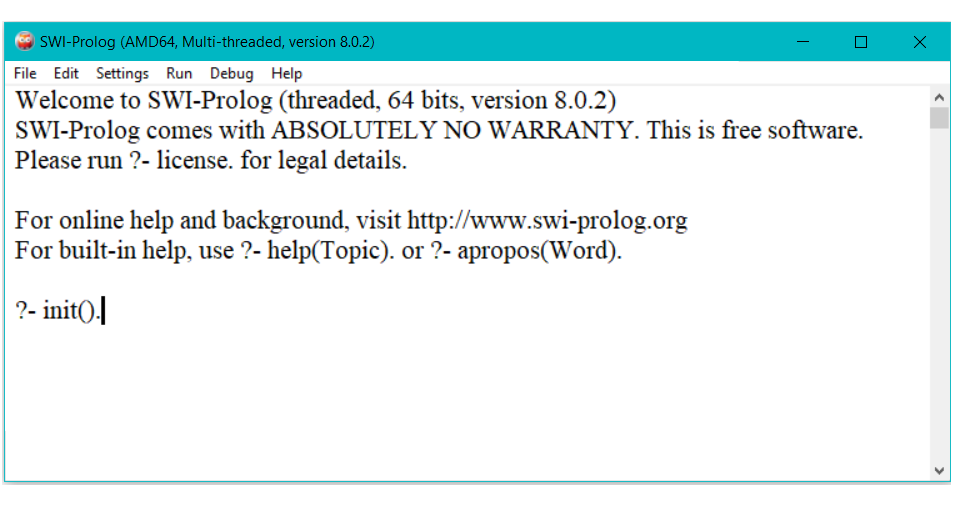 SWI-Prolog (AMD64, Multi-threaded, version 8.0.2)
File Edit Settings Run Debug Help
Welcome to SWI-Prolog (threaded, 64 bits, version 8.0.2)
SWI-Prolog comes with ABSOLUTELY NO WARRANTY. This is free software.
Please run ?- license. for legal details.
For online help and background, visit http://www.swi-prolog.org
For built-in help, use ?- help(Topic). or ?- apropos(Word).
?- init().